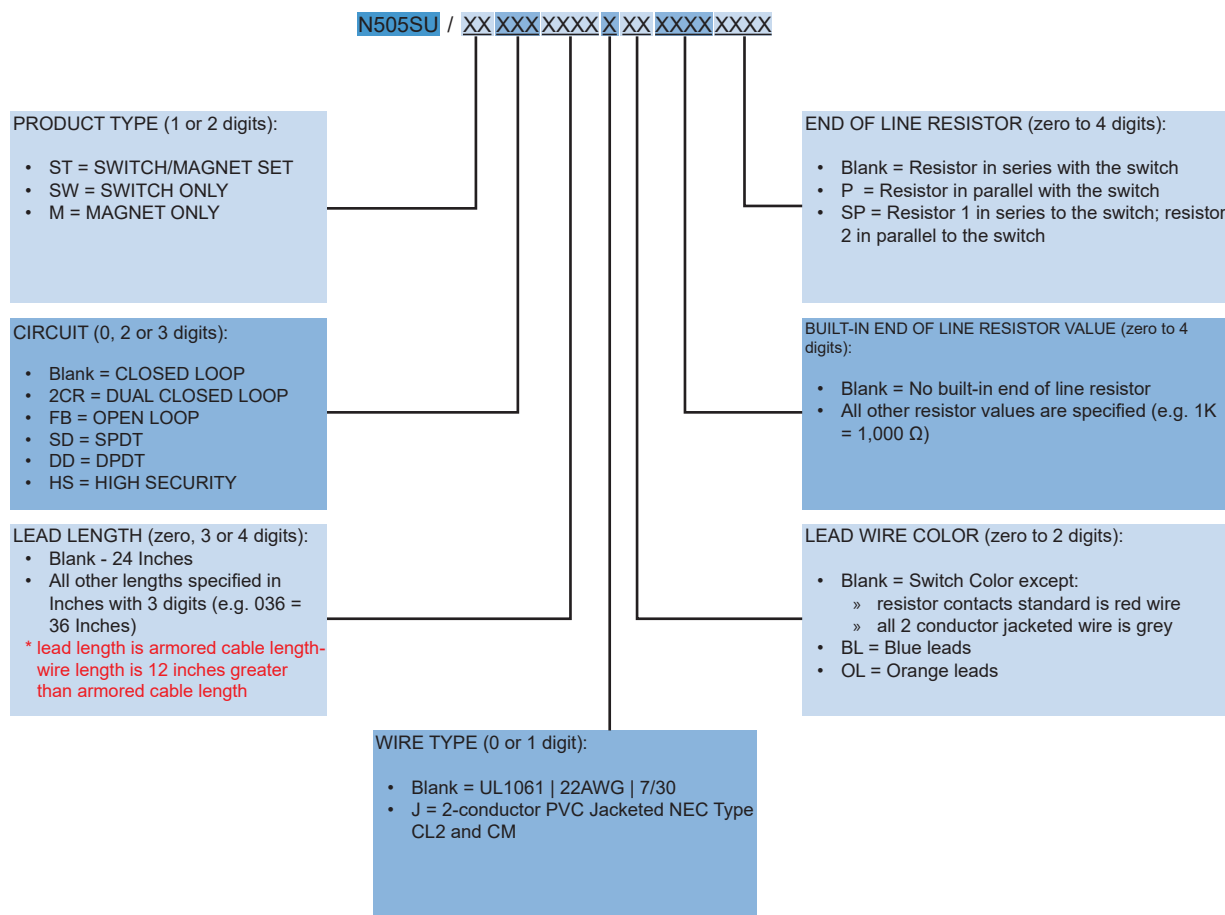 N505SU / XX XXX XXXX X XX XXXX XXXX
PRODUCT TYPE (1 or 2 digits):
• ST = SWITCH/MAGNET SET
• SW = SWITCH ONLY
• M = MAGNET ONLY
CIRCUIT (0, 2 or 3 digits):
• Blank = CLOSED LOOP
• 2CR = DUAL CLOSED LOOP
• FB = OPEN LOOP
• SD = SPDT
• DD = DPDT
• HS = HIGH SECURITY
LEAD LENGTH (zero, 3 or 4 digits):
• Blank - 24 Inches
• All other lengths specified in
Inches with 3 digits (e.g. 036 =
36 Inches)
* lead length is armored cable length-
wire length is 12 inches greater
than armored cable length
WIRE TYPE (0 or 1 digit):
• Blank = UL1061 | 22AWG | 7/30
• J = 2-conductor PVC Jacketed NEC Type
CL2 and CM
END OF LINE RESISTOR (zero to 4 digits):
• Blank = Resistor in series with the switch
• P = Resistor in parallel with the switch
• SP = Resistor 1 in series to the switch; resistor
2 in parallel to the switch
BUILT-IN END OF LINE RESISTOR VALUE (zero to 4
digits):
• Blank = No built-in end of line resistor
• All other resistor values are specified (e.g. 1K
= 1,000 Ω)
LEAD WIRE COLOR (zero to 2 digits):
• Blank = Switch Color except:
» resistor contacts standard is red wire
» all 2 conductor jacketed wire is grey
• BL = Blue leads
• OL = Orange leads